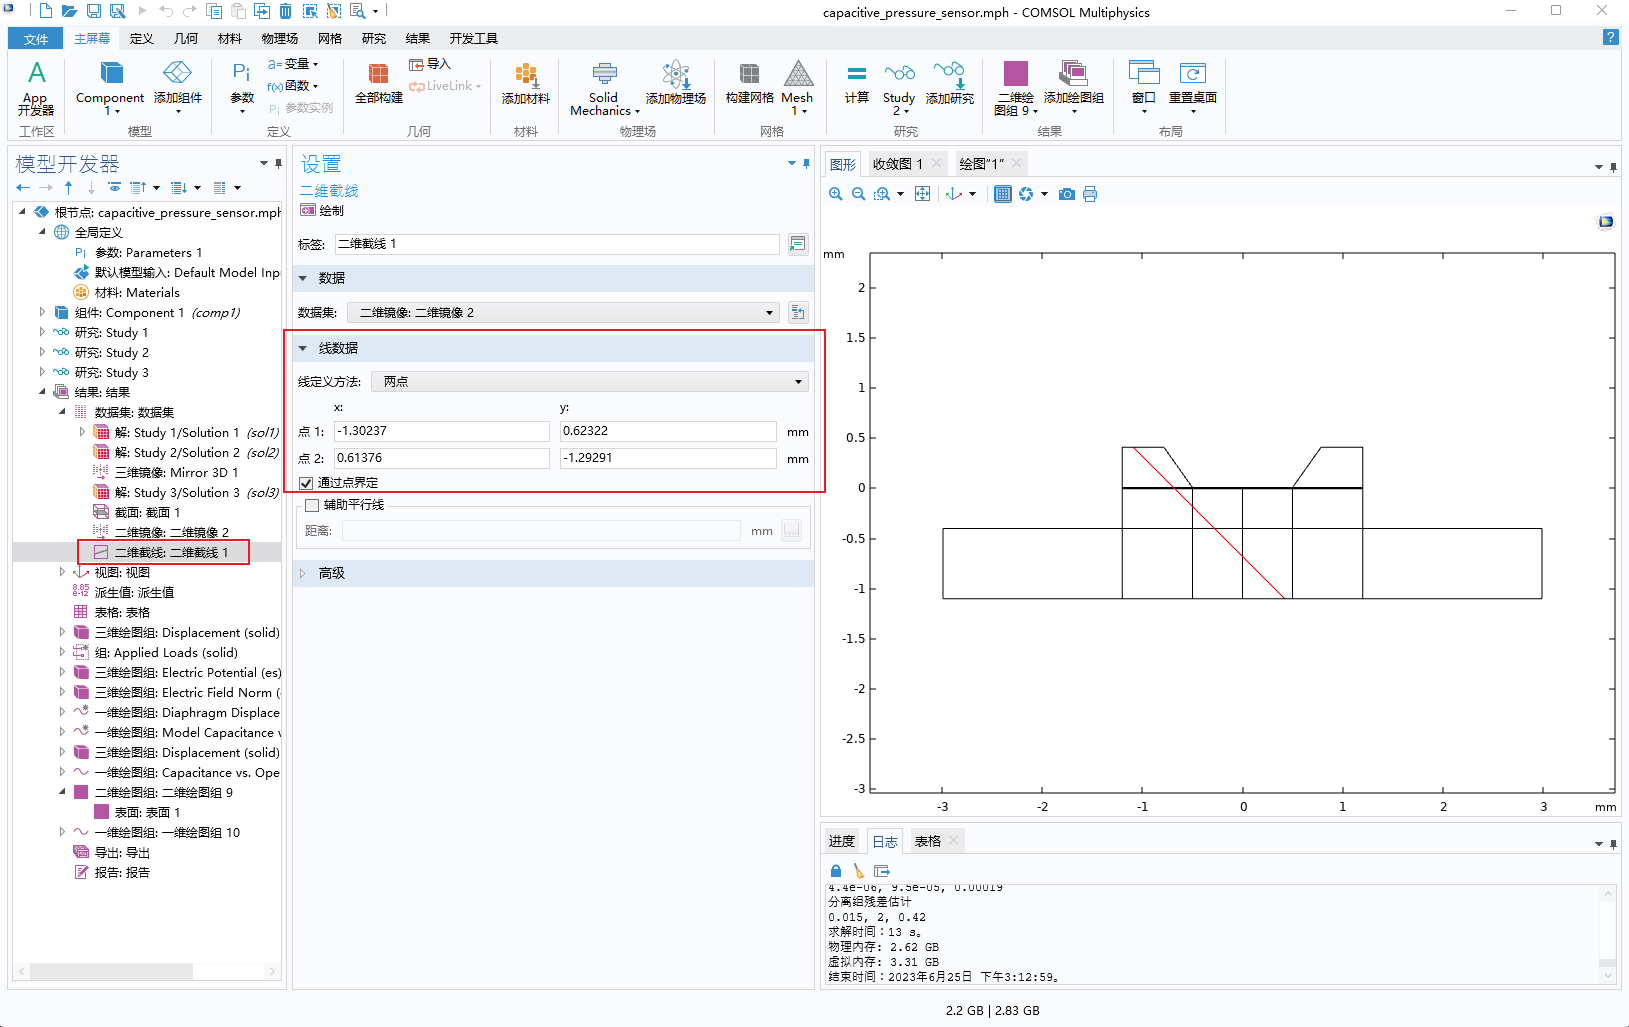 capacitive_pressure_sensor.mph - COMSOL Multiphysics
文件 主屏幕 定义 几何 材料 物理场 网格 研究 结果 开发工具
App
开发器
工作区
Component
1
添加组件
模型
Pi
参数
a= 变量
f(x) 函数
Pi 参数实例
定义
全部构建
导入
LiveLink
几何
添加材料
材料
Solid
Mechanics
添加物理场
物理场
构建网格
Mesh
1
网格
计算
Study
2
添加研究
研究
二维绘
图组 9
添加绘图组
结果
窗口
重置桌面
布局
模型开发器
根节点: capacitive_pressure_sensor.mph
全局定义
Pi 参数: Parameters 1
默认模型输入: Default Model Inp
材料: Materials
组件: Component 1 (comp1)
研究: Study 1
研究: Study 2
研究: Study 3
结果: 结果
数据集: 数据集
解: Study 1/Solution 1 (sol1)
解: Study 2/Solution 2 (sol2)
三维镜像: Mirror 3D 1
解: Study 3/Solution 3 (sol3)
截面: 截面 1
二维镜像: 二维镜像 2
二维截线: 二维截线 1
视图: 视图
8.85
e-12
派生值: 派生值
表格: 表格
三维绘图组: Displacement (solid)
组: Applied Loads (solid)
三维绘图组: Electric Potential (es)
三维绘图组: Electric Field Norm (
一维绘图组: Diaphragm Displace
一维绘图组: Model Capacitance v
三维绘图组: Displacement (solid)
一维绘图组: Capacitance vs. Ope
二维绘图组: 二维绘图组 9
表面: 表面 1
一维绘图组: 一维绘图组 10
导出: 导出
报告: 报告
设置
二维截线
绘制
标签: 二维截线 1
数据
数据集: 二维镜像: 二维镜像 2
线数据
线定义方法: 两点
x: y:
点 1: -1.30237 0.62322 mm
点 2: 0.61376 -1.29291 mm
通过点界定
辅助平行线
距离: mm
高级
图形 收敛图 1 绘图“1”
mm
2
1.5
1
0.5
0
-0.5
-1
-1.5
-2
-2.5
-3
-3 -2 -1 0 1 2 3 mm
进度 日志 表格
4.4e-06, 9.5e-05, 0.00019
分离组残差估计
0.015, 2, 0.42
求解时间：13 s。
物理内存: 2.62 GB
虚拟内存: 3.31 GB
结束时间：2023年6月25日 下午3:12:59。
2.2 GB | 2.83 GB